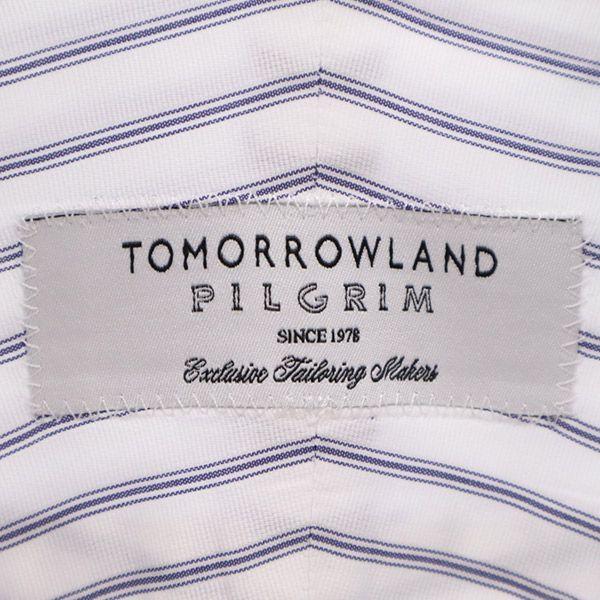 TOMORROWLAND
PILGRIM
SINCE 1978
Exclusive Tailoring Makers